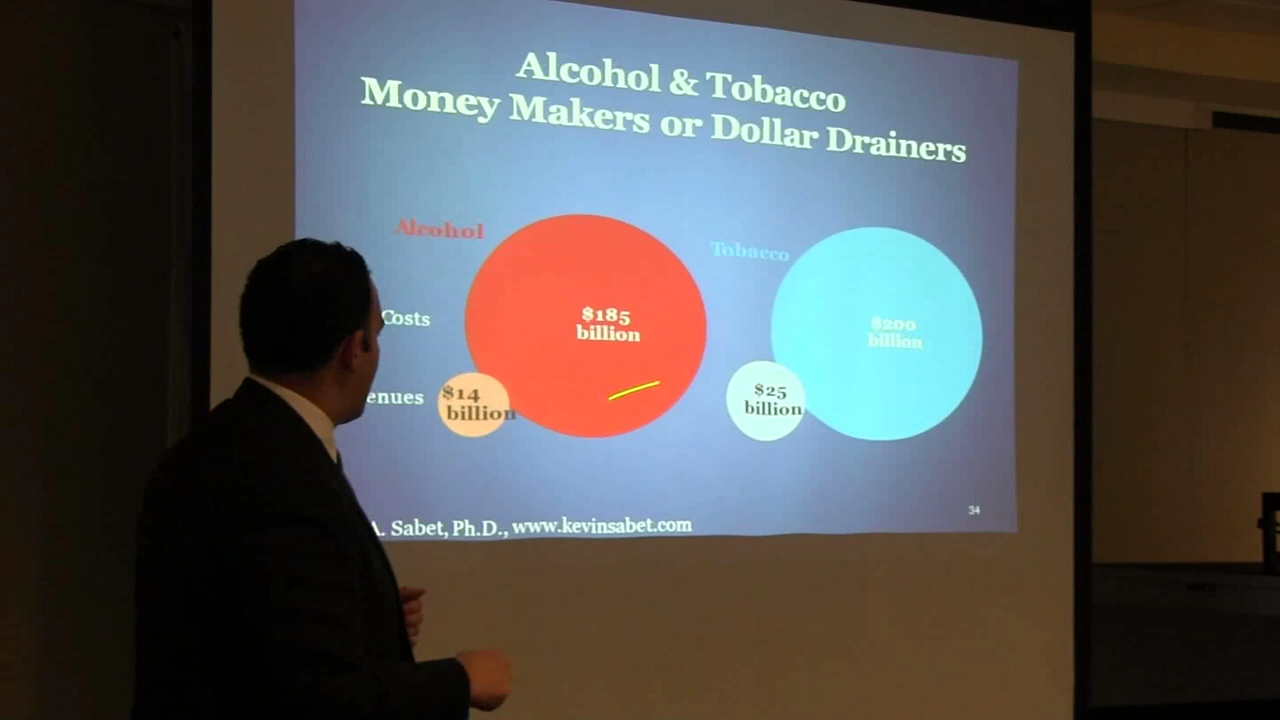 Alcohol & Tobacco
Money Makers or Dollar Drainers
Alcohol
Tobacco
Costs
$185
billion
$200
billion
enues
$14
billion
$25
billion
A. Sabet, Ph.D., www.kevinsabet.com
34